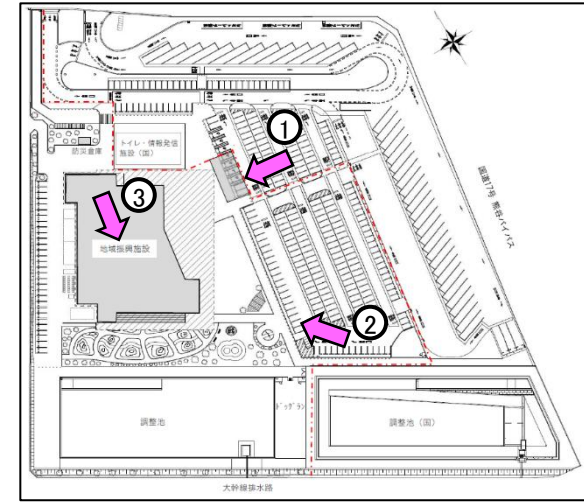 ①
トイレ・情報発信
施設（国）
防災倉庫
③
国道17号 熊谷バイパス
地域振興施設
②
ドッグラン
調整池
調整池（国）
大幹線排水路